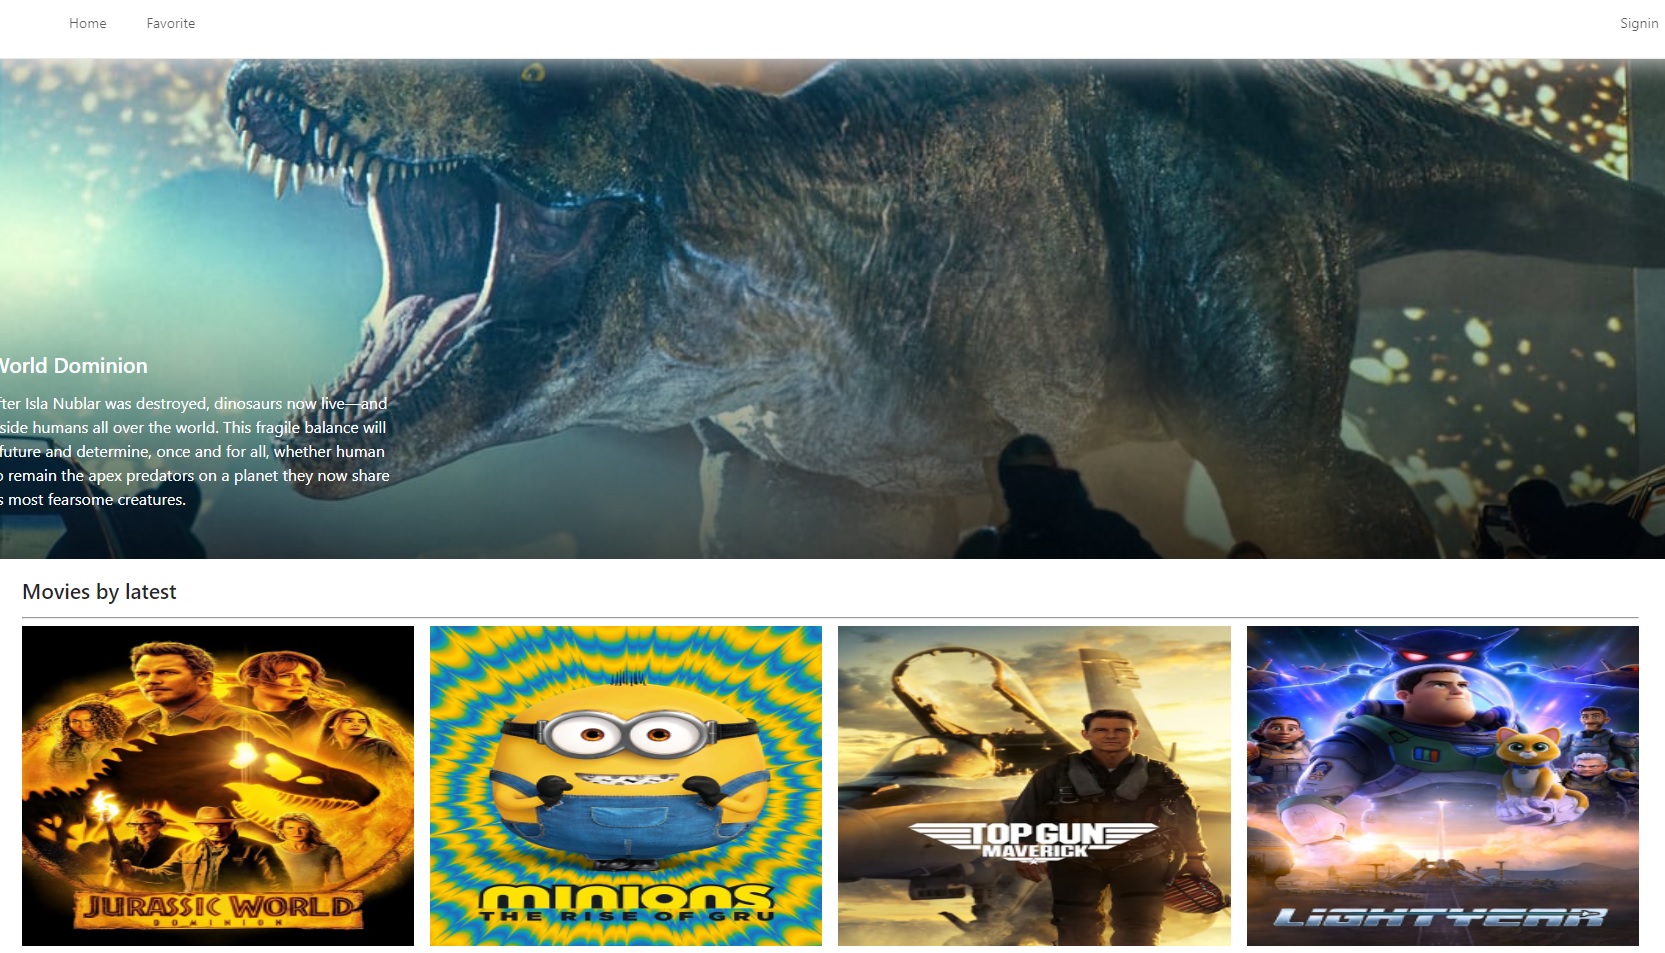 Home Favorite Signin
World Dominion
fter Isla Nublar was destroyed, dinosaurs now live—and
side humans all over the world. This fragile balance will
future and determine, once and for all, whether human
o remain the apex predators on a planet they now share
s most fearsome creatures.
Movies by latest
JURASSIC WORLD
DOMINION
MINIONS
THE RISE OF GRU
TOP GUN
MAVERICK
LIGHTYEAR